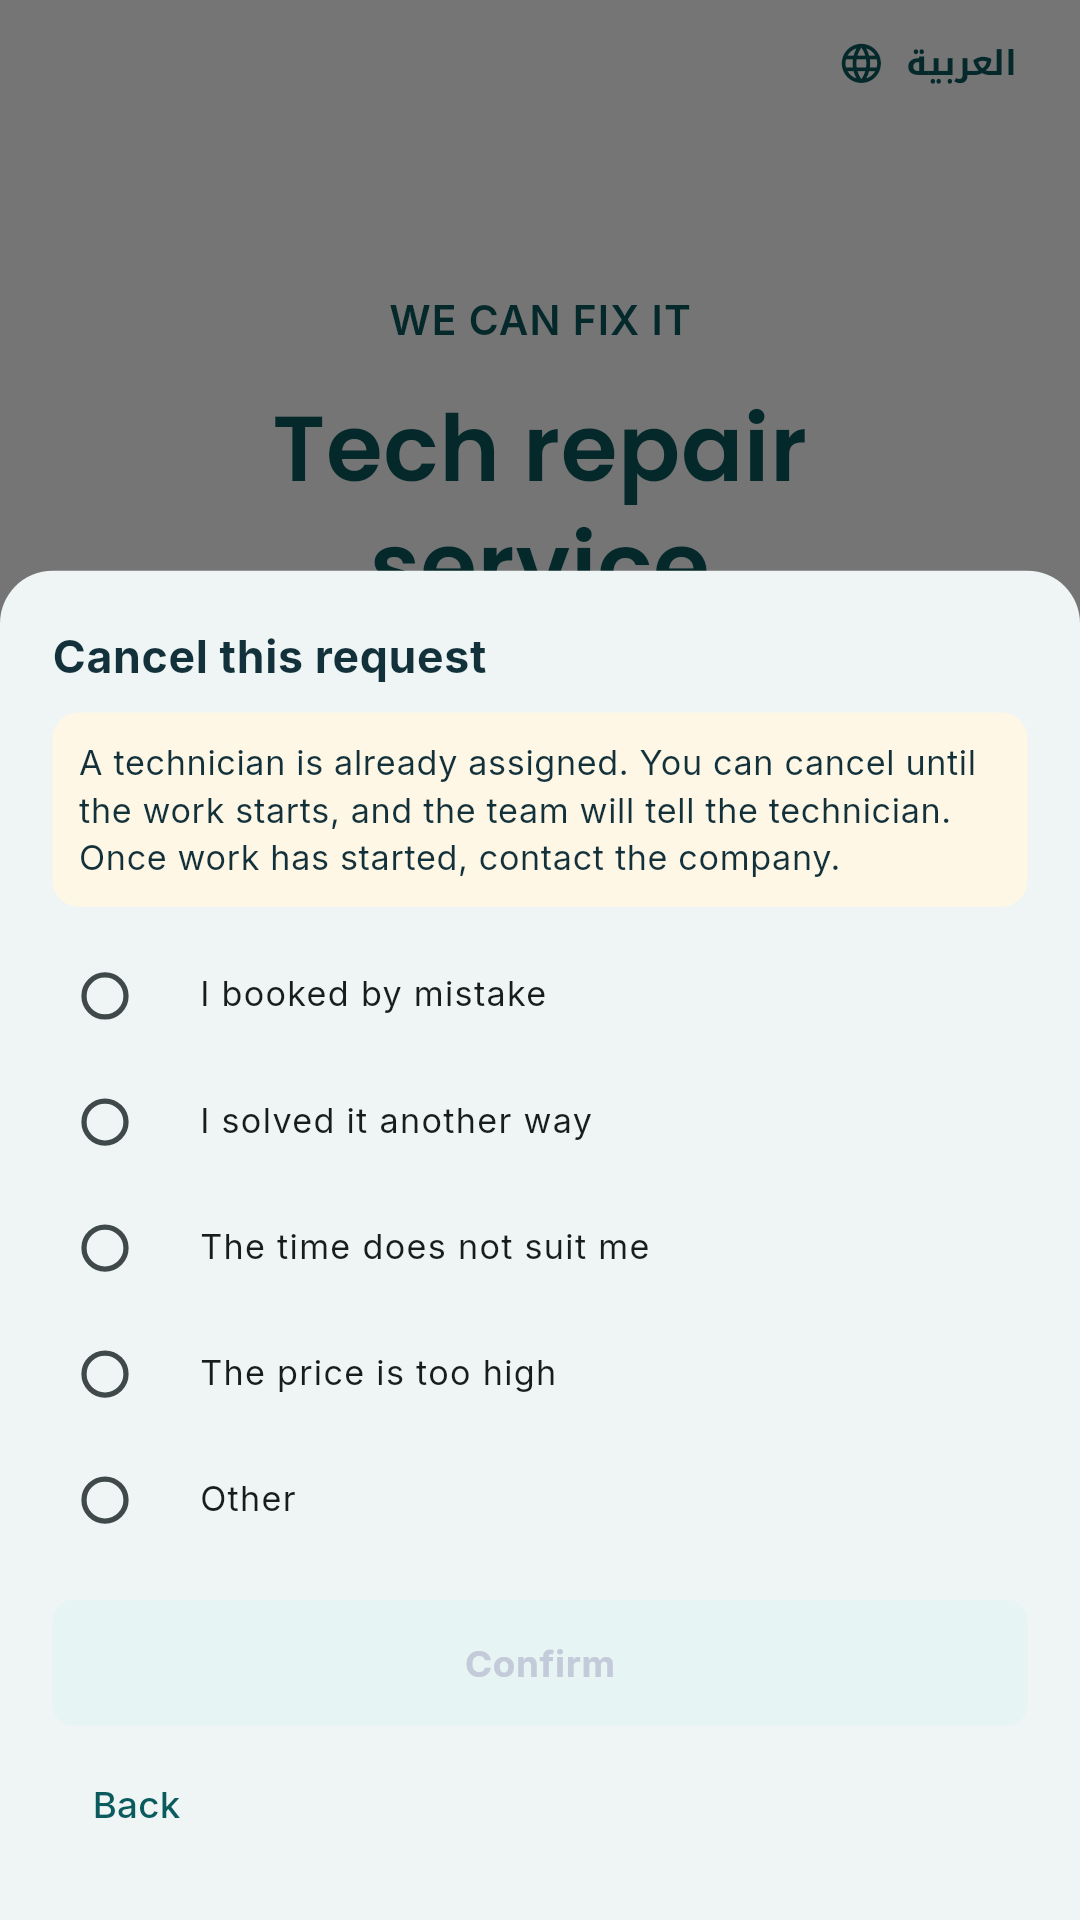 العربية
WE CAN FIX IT
Tech repair
service
Cancel this request
A technician is already assigned. You can cancel until
the work starts, and the team will tell the technician.
Once work has started, contact the company.
I booked by mistake
I solved it another way
The time does not suit me
The price is too high
Other
Confirm
Back